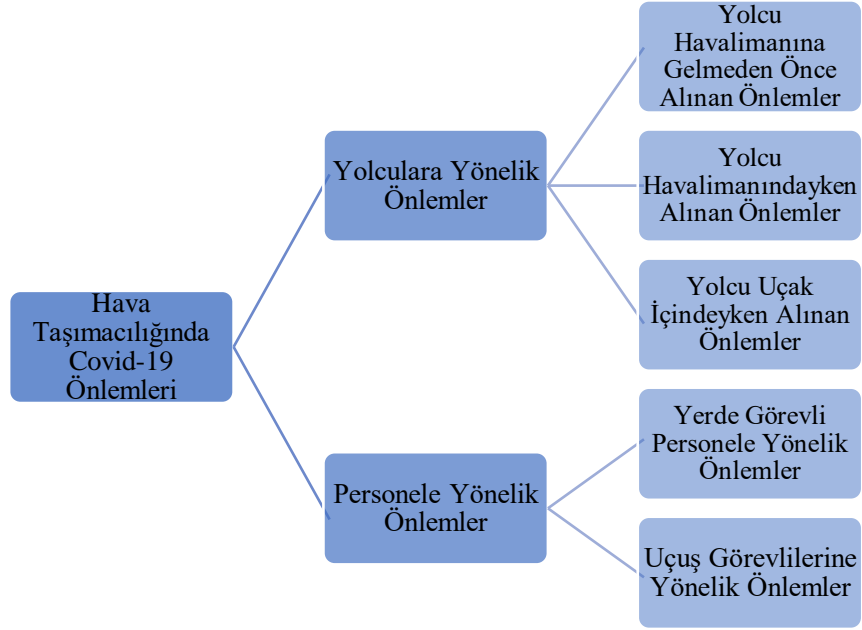 Hava
Taşımacılığında
Covid-19
Önlemleri
Yolculara Yönelik
Önlemler
Yolcu
Havalimanına
Gelmeden Önce
Alınan Önlemler
Yolcu
Havalimanındayken
Alınan Önlemler
Yolcu Uçak
İçindeyken Alınan
Önlemler
Personele Yönelik
Önlemler
Yerde Görevli
Personele Yönelik
Önlemler
Uçuş Görevlilerine
Yönelik Önlemler